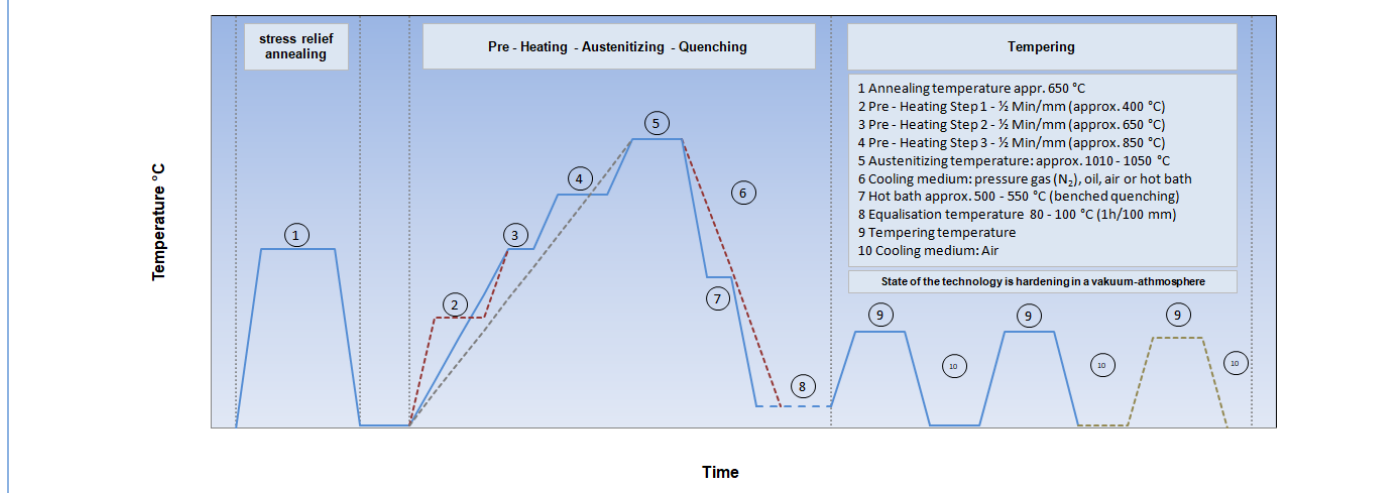 stress relief
annealing
Pre - Heating - Austenitizing - Quenching
Tempering
1 Annealing temperature appr. 650 °C
2 Pre - Heating Step 1 - ½ Min/mm (approx. 400 °C)
3 Pre - Heating Step 2 - ½ Min/mm (approx. 650 °C)
4 Pre - Heating Step 3 - ½ Min/mm (approx. 850 °C)
5 Austenitizing temperature: approx. 1010 - 1050 °C
6 Cooling medium: pressure gas (N₂), oil, air or hot bath
7 Hot bath approx. 500 - 550 °C (benched quenching)
8 Equalisation temperature 80 - 100 °C (1h/100 mm)
9 Tempering temperature
10 Cooling medium: Air
State of the technology is hardening in a vakuum-athmosphere
Temperature °C
1
2
3
4
5
6
7
8
9
10
9
10
9
10
Time